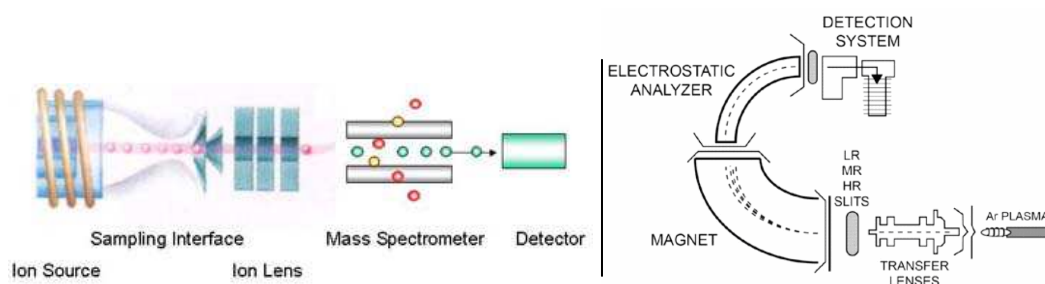 Sampling Interface
Mass Spectrometer
Detector
Ion Source
Ion Lens
DETECTION
SYSTEM
ELECTROSTATIC
ANALYZER
LR
MR
HR
SLITS
MAGNET
Ar PLASMA
TRANSFER
LENSES